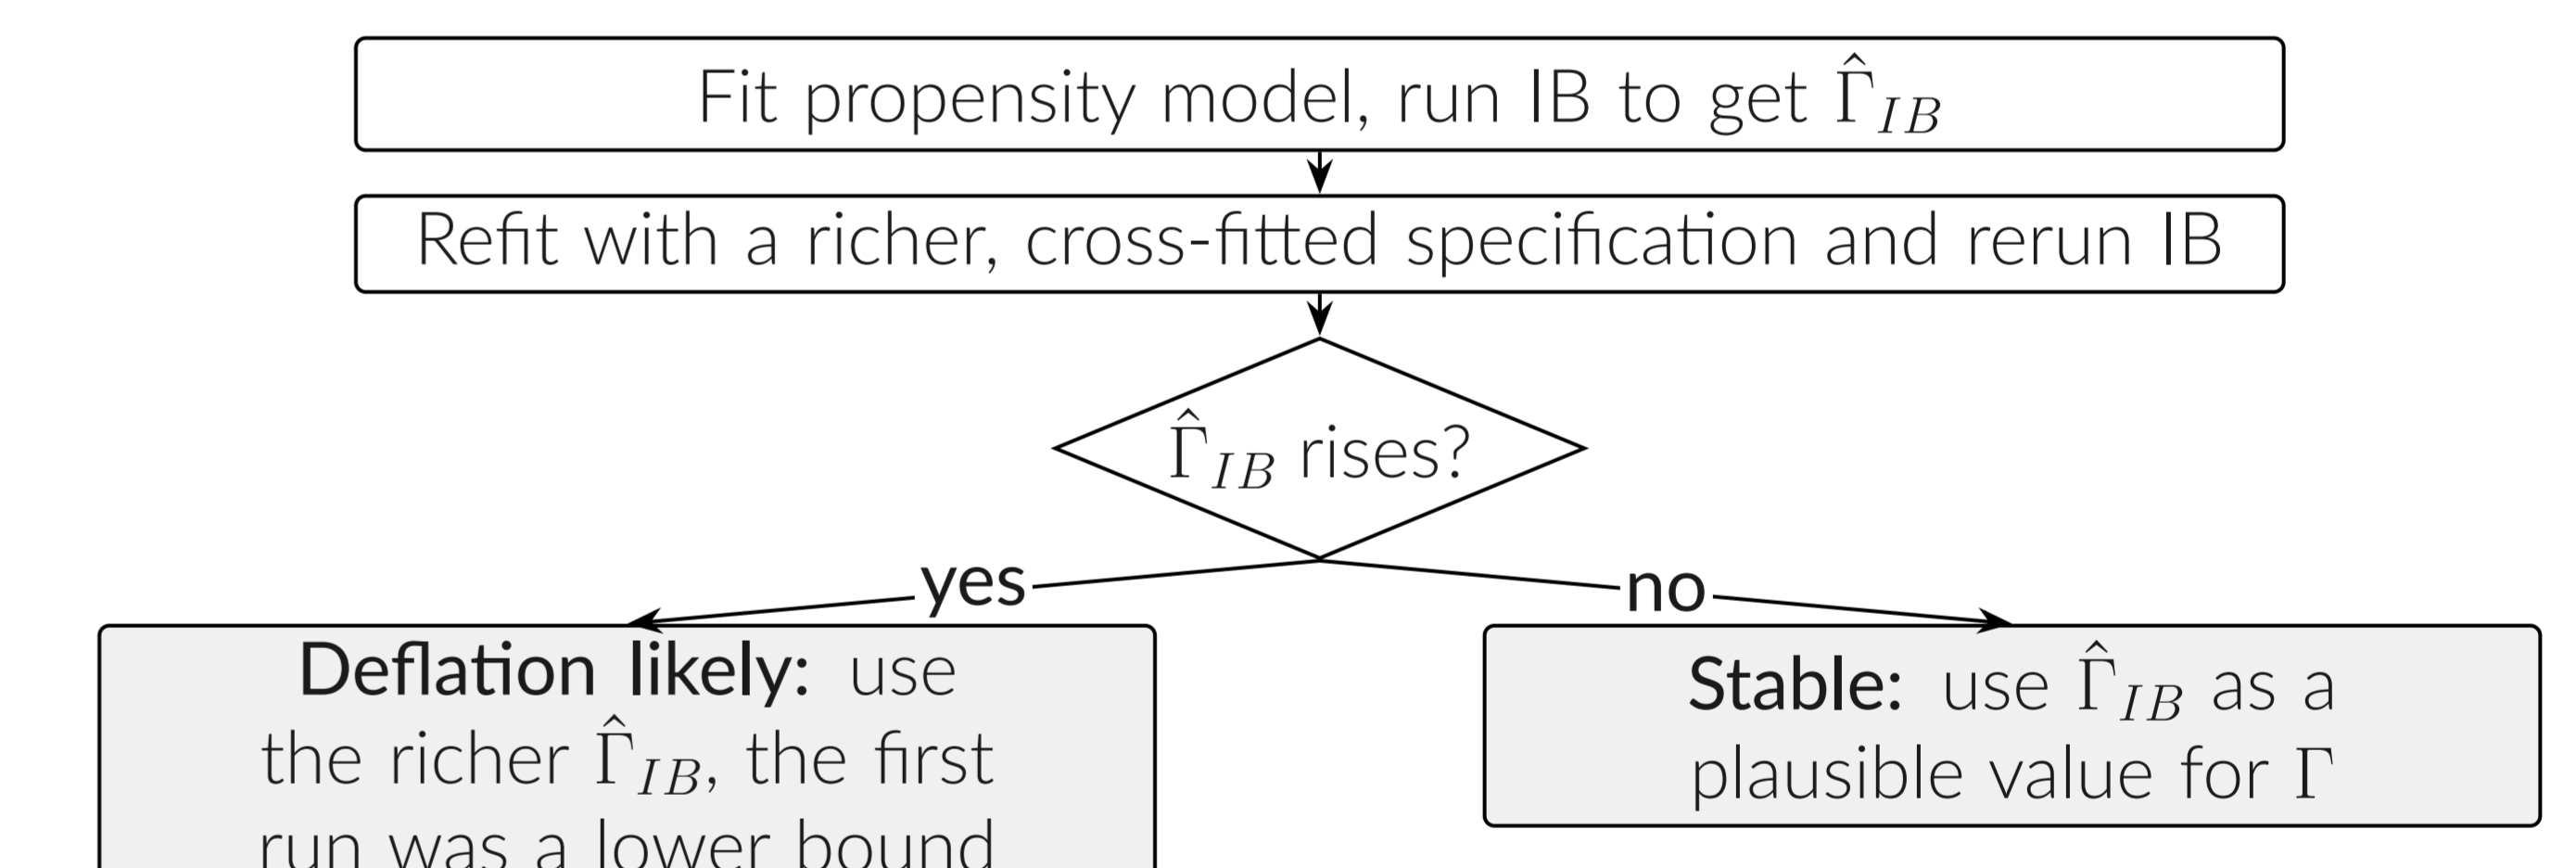 Fit propensity model, run IB to get Γ̂_IB
Refit with a richer, cross-fitted specification and rerun IB
Γ̂_IB rises?
yes
no
Deflation likely: use
the richer Γ̂_IB, the first
run was a lower bound
Stable: use Γ̂_IB as a
plausible value for Γ